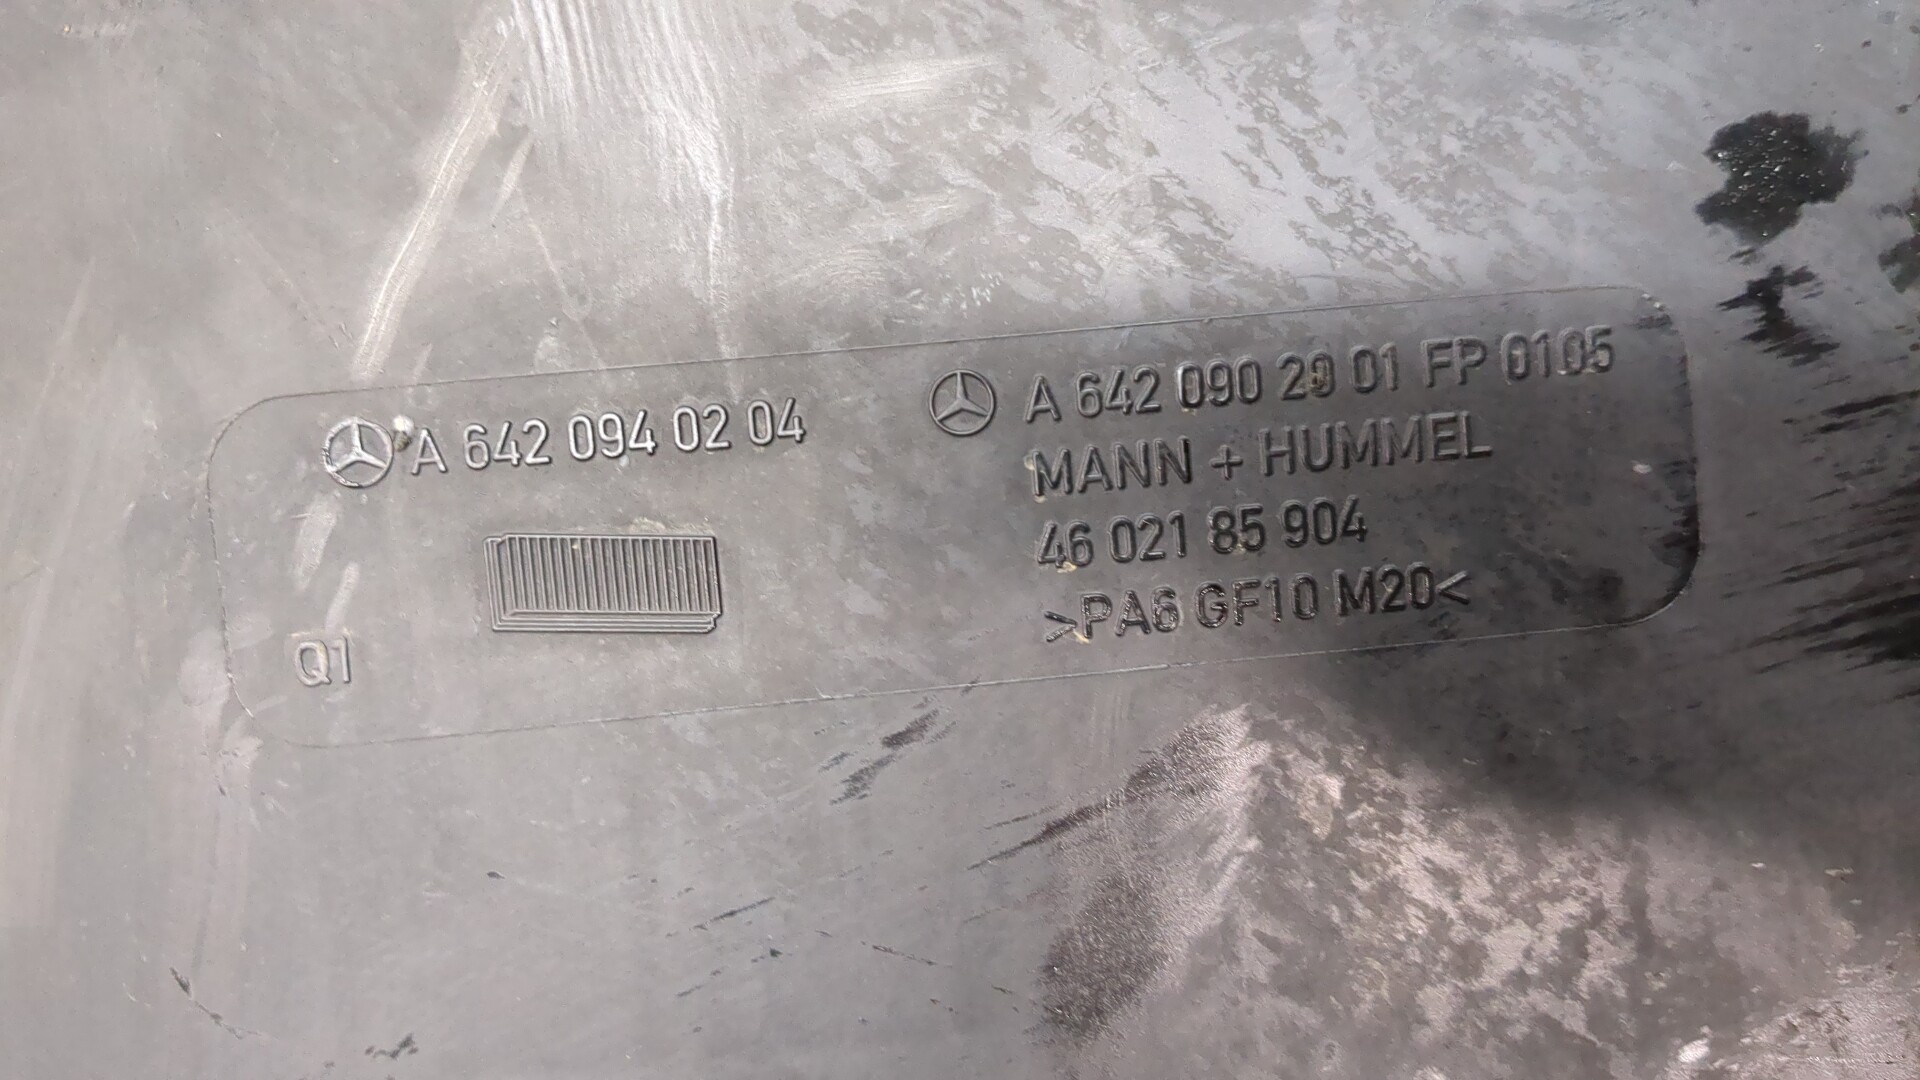 A 642 094 02 04
Q1
A 642 090 20 01 FP 0105
MANN + HUMMEL
46 021 85 904
>PA6 GF10 M20<